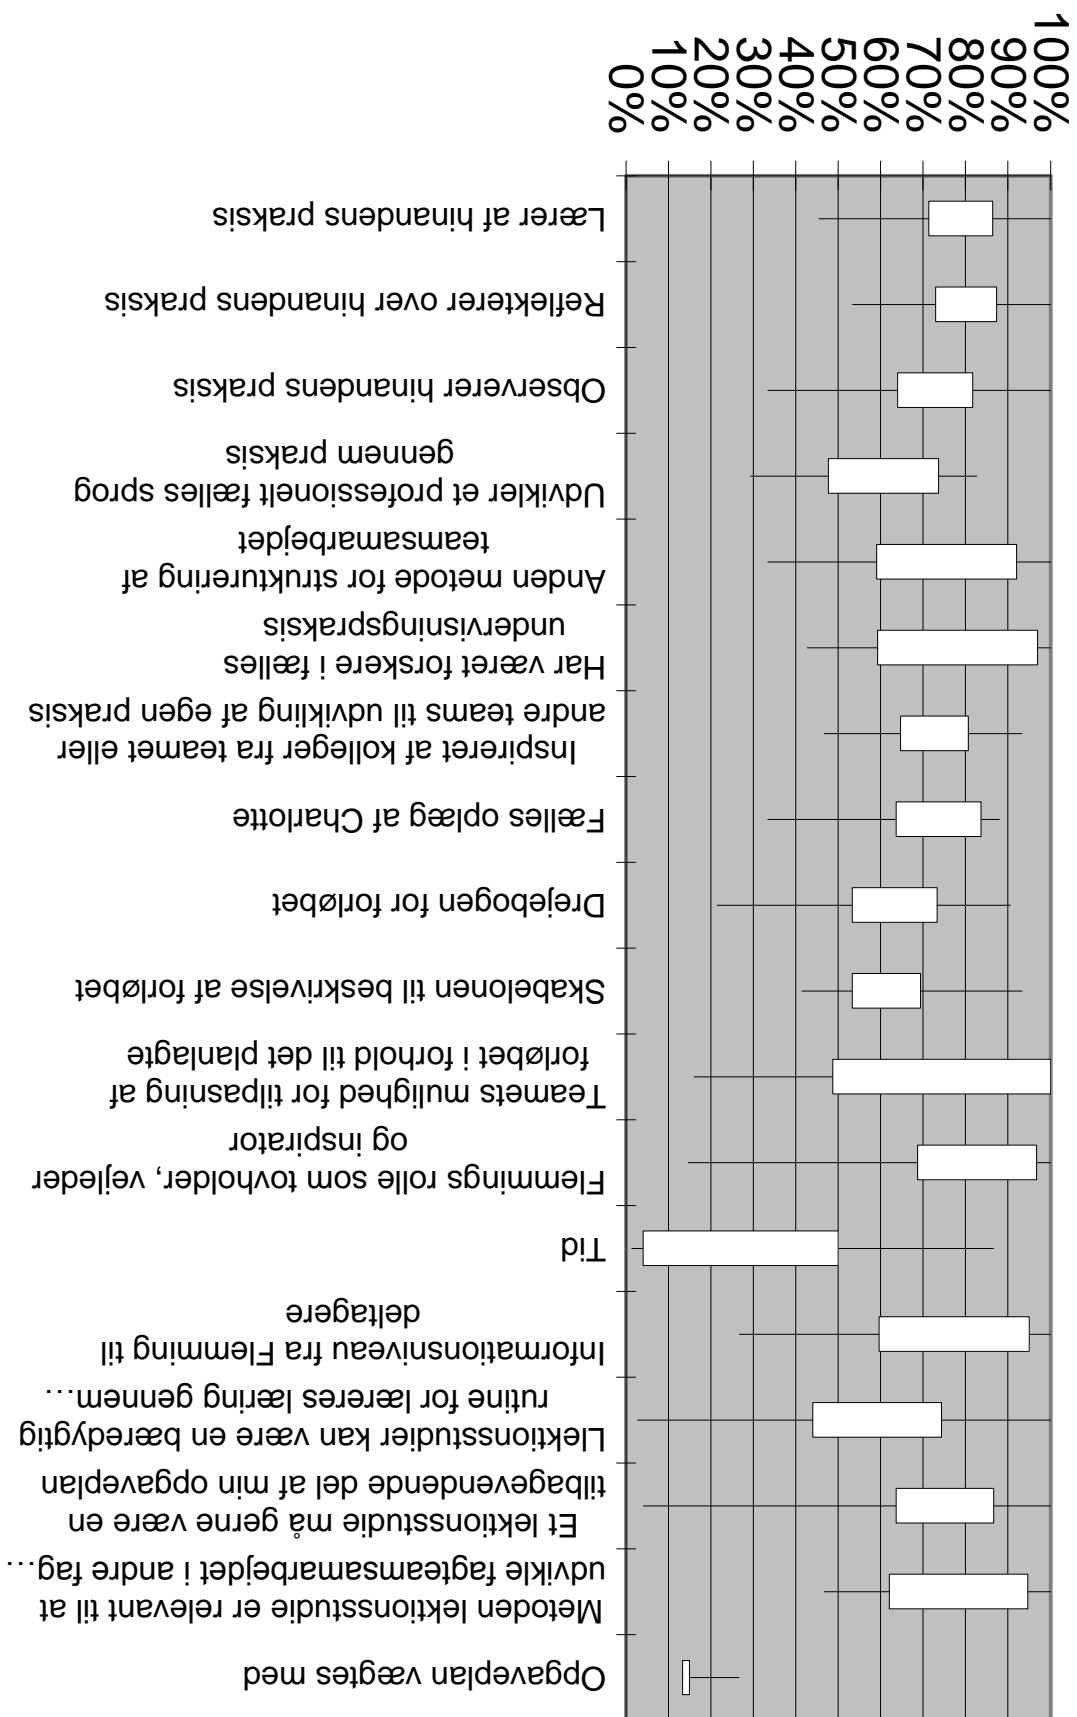 100%
90%
80%
70%
60%
50%
40%
30%
20%
10%
0%
Lærer af hinandens praksis
Reflekterer over hinandens praksis
Observerer hinandens praksis
Udvikler et professionelt fælles sprog
gennem praksis
Anden metode for strukturering af
teamsamarbejdet
Har været forskere i fælles
undervisningspraksis
Inspireret af kolleger fra teamet eller
andre teams til udvikling af egen praksis
Fælles oplæg af Charlotte
Drejebogen for forløbet
Skabelonen til beskrivelse af forløbet
Teamets mulighed for tilpasning af
forløbet i forhold til det planlagte
Flemmings rolle som tovholder, vejleder
og inspirator
Tid
Informationsniveau fra Flemming til
deltagere
Llektionsstudier kan være en bæredygtig
rutine for læreres læring gennem…
Et lektionsstudie må gerne være en
tilbagevendende del af min opgaveplan
Metoden lektionsstudie er relevant til at
udvikle fagteamsamarbejdet i andre fag…
Opgaveplan vægtes med